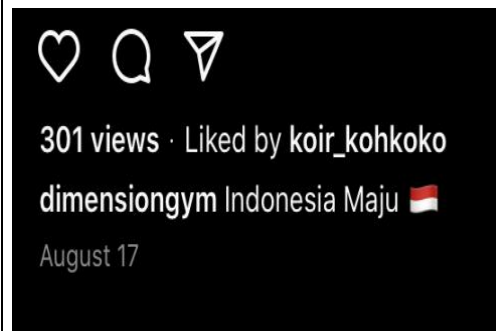 301 views · Liked by koir_kohkoko
dimensiongym Indonesia Maju 🇮🇩
August 17